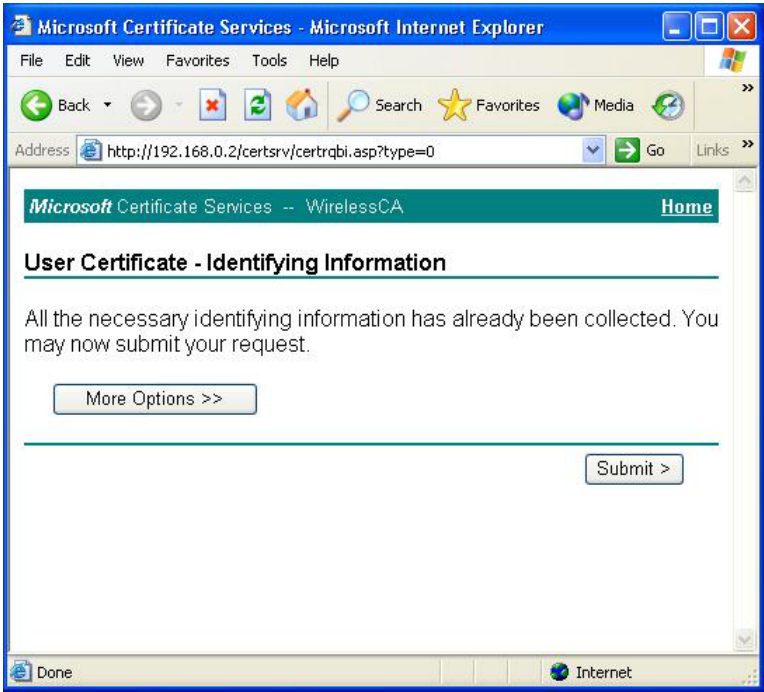 Microsoft Certificate Services - Microsoft Internet Explorer
File Edit View Favorites Tools Help
Back Search Favorites Media »
Address http://192.168.0.2/certsrv/certrqbi.asp?type=0 Go Links »
Microsoft Certificate Services -- WirelessCA Home
User Certificate - Identifying Information
All the necessary identifying information has already been collected. You
may now submit your request.
More Options >>
Submit >
Done Internet